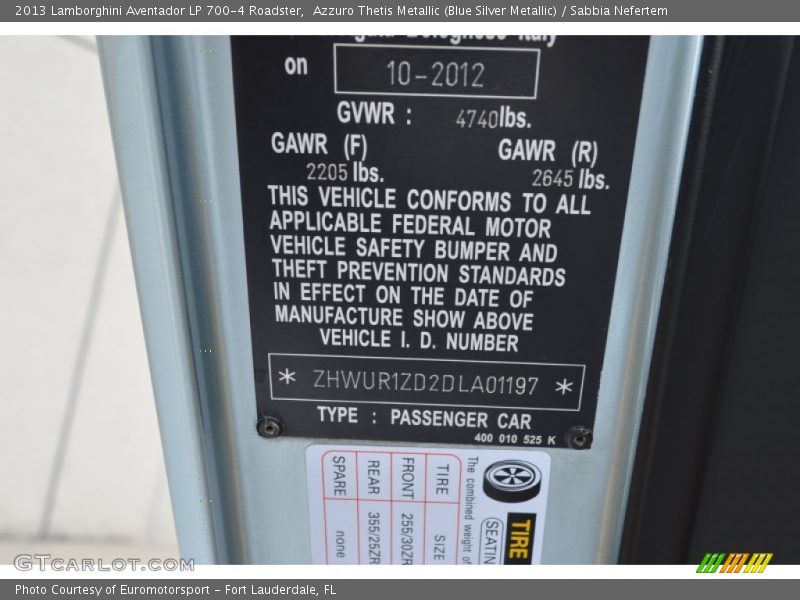 2013 Lamborghini Aventador LP 700-4 Roadster,  Azzuro Thetis Metallic (Blue Silver Metallic) / Sabbia Nefertem
on 10-2012
GVWR : 4740lbs.
GAWR (F) GAWR (R)
2205 lbs. 2645 lbs.
THIS VEHICLE CONFORMS TO ALL
APPLICABLE FEDERAL MOTOR
VEHICLE SAFETY BUMPER AND
THEFT PREVENTION STANDARDS
IN EFFECT ON THE DATE OF
MANUFACTURE SHOW ABOVE
VEHICLE I. D. NUMBER
* ZHWUR1ZD2DLA01197 *
TYPE : PASSENGER CAR
400 010 525 K
TIRE
SEATIN
The combined weight of
TIRE SIZE
FRONT 255/30ZR
REAR 355/25ZR
SPARE none
GTCarLot.com
Photo Courtesy of Euromotorsport - Fort Lauderdale, FL